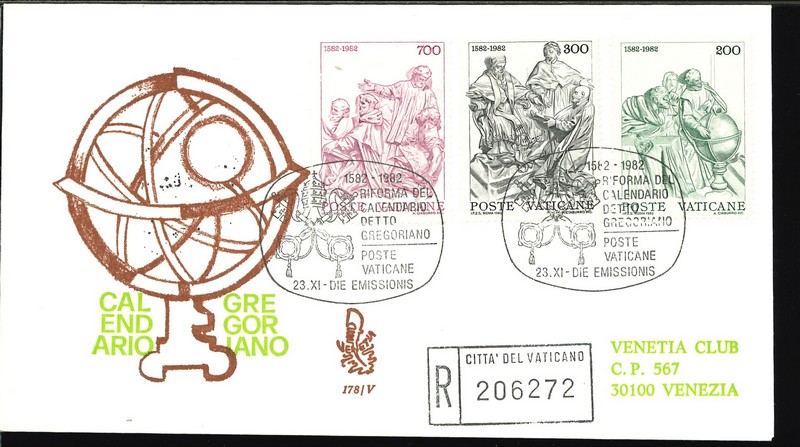 1582-1982
700
POSTE VATICANE
1582-1982
300
POSTE VATICANE
1582-1982
200
POSTE VATICANE
1582 - 1982
RIFORMA DEL
CALENDARIO
DETTO
GREGORIANO
POSTE
VATICANE
23.XI-DIE EMISSIONIS
1582 - 1982
RIFORMA DEL
CALENDARIO
DETTO
GREGORIANO
POSTE
VATICANE
23.XI-DIE EMISSIONIS
CAL GRE
END GOR
ARIO IANO
178/V
R
CITTA' DEL VATICANO
206272
VENETIA CLUB
C. P. 567
30100 VENEZIA